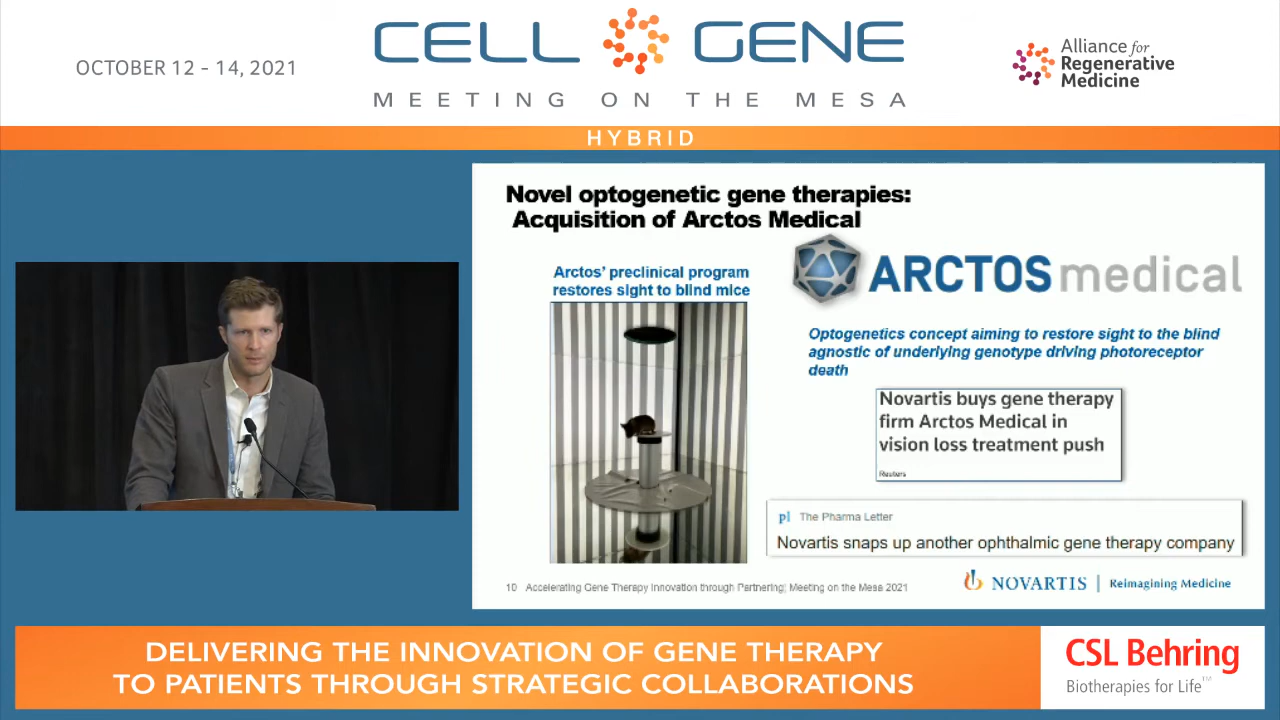 OCTOBER 12 - 14, 2021
CELL GENE
MEETING ON THE MESA
Alliance for
Regenerative
Medicine
HYBRID
Novel optogenetic gene therapies:
Acquisition of Arctos Medical
Arctos' preclinical program
restores sight to blind mice
ARCTOS medical
Optogenetics concept aiming to restore sight to the blind
agnostic of underlying genotype driving photoreceptor
death
Novartis buys gene therapy
firm Arctos Medical in
vision loss treatment push
Reuters
pl The Pharma Letter
Novartis snaps up another ophthalmic gene therapy company
10 Accelerating Gene Therapy Innovation through Partnering; Meeting on the Mesa 2021
NOVARTIS | Reimagining Medicine
DELIVERING THE INNOVATION OF GENE THERAPY
TO PATIENTS THROUGH STRATEGIC COLLABORATIONS
CSL Behring
Biotherapies for Life™